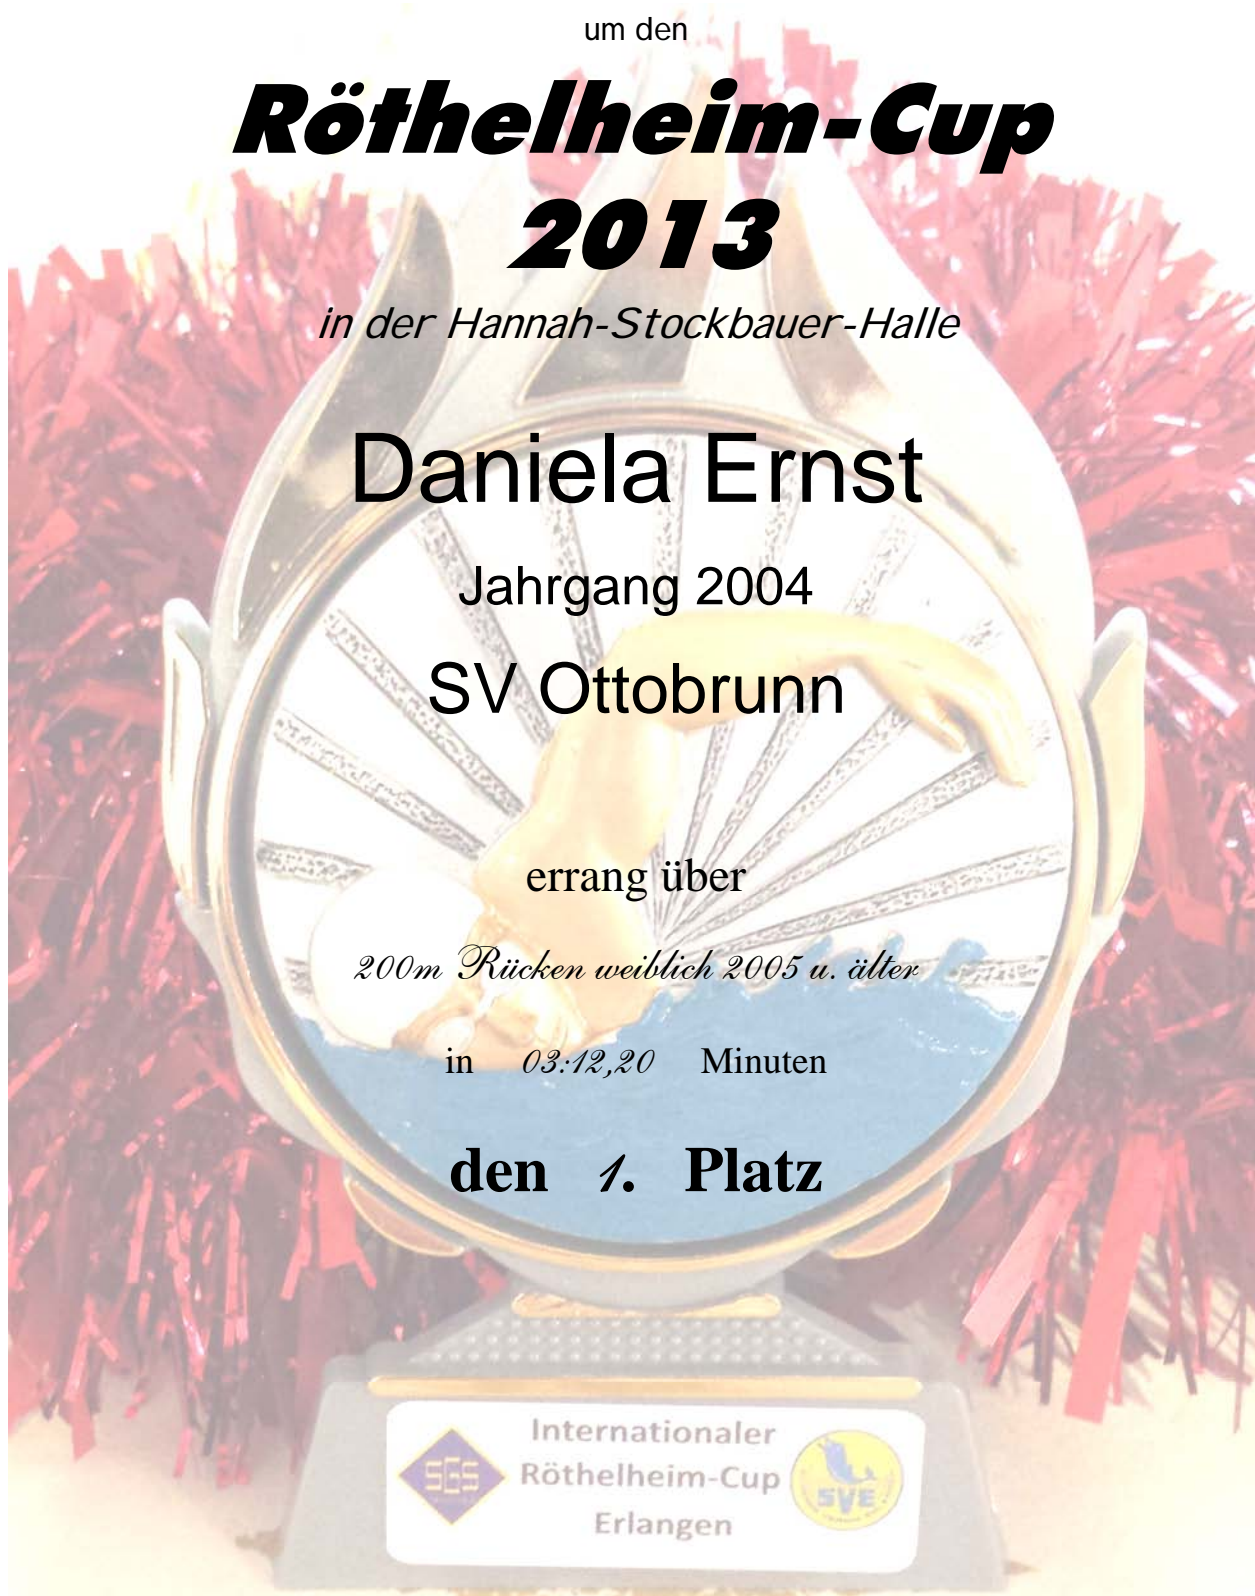 um den
Röthelheim-Cup
2013
in der Hannah-Stockbauer-Halle
Daniela Ernst
Jahrgang 2004
SV Ottobrunn
errang über
200m Rücken weiblich 2005 u. älter
in 03:12,20 Minuten
den 1. Platz
Internationaler
SGS Röthelheim-Cup SVE
Erlangen